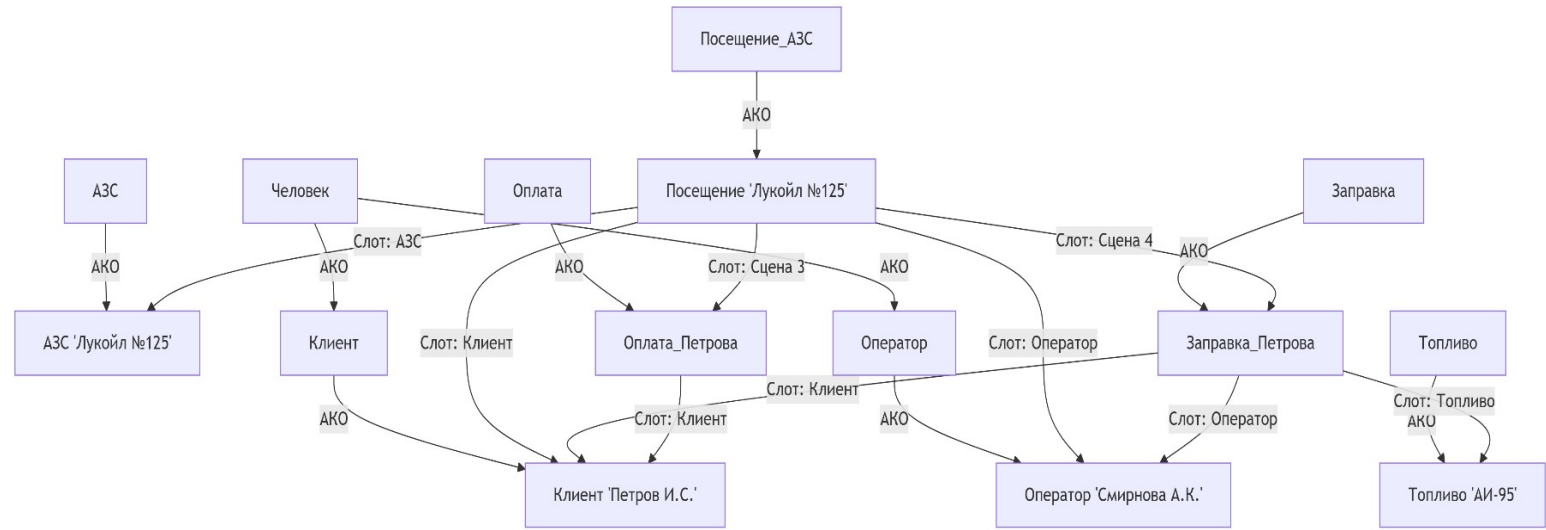 Посещение_АЗС
АКО
АЗС
Человек
Оплата
Посещение 'Лукойл №125'
Заправка
Слот: АЗС
Слот: Сцена 4
АКО
АКО
АКО
АКО
Слот: Сцена 3
АКО
АЗС 'Лукойл №125'
Клиент
Слот: Клиент
Оплата_Петрова
Оператор
Слот: Оператор
Заправка_Петрова
Топливо
Слот: Клиент
Слот: Топливо
АКО
Слот: Клиент
АКО
Слот: Оператор
АКО
Клиент 'Петров И.С.'
Оператор 'Смирнова А.К.'
Топливо 'АИ-95'